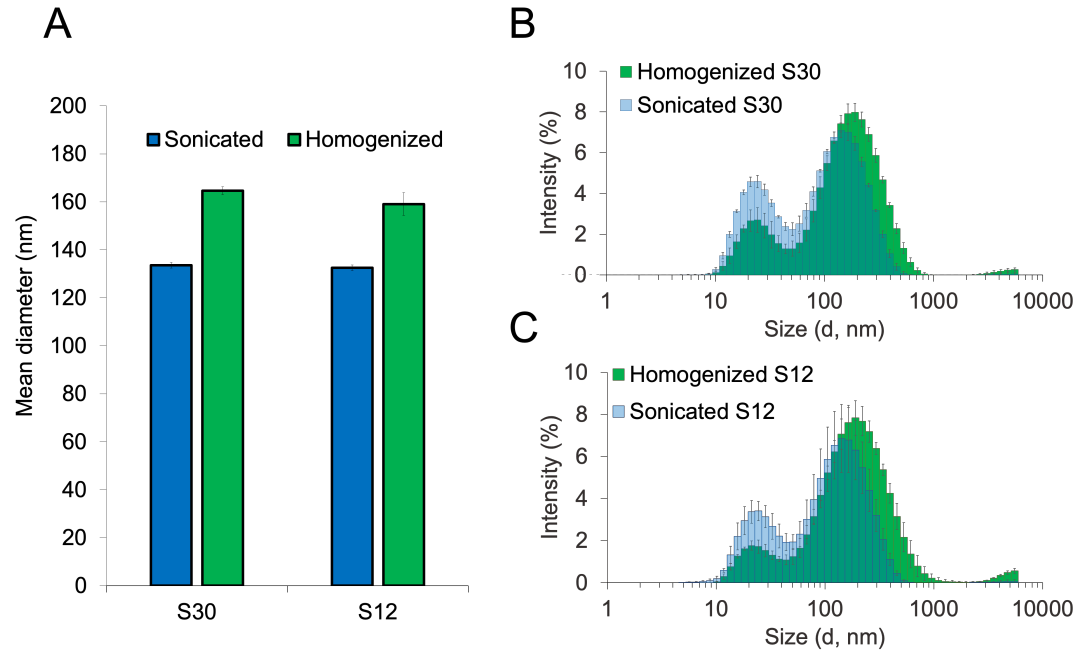 A
200
180
160
140
120
100
80
60
40
20
0
Mean diameter (nm)
Sonicated
Homogenized
S30
S12
B
Homogenized S30
Sonicated S30
10
8
6
4
2
0
Intensity (%)
1
10
100
1000
10000
Size (d, nm)
C
Homogenized S12
Sonicated S12
10
8
6
4
2
0
Intensity (%)
1
10
100
1000
10000
Size (d, nm)